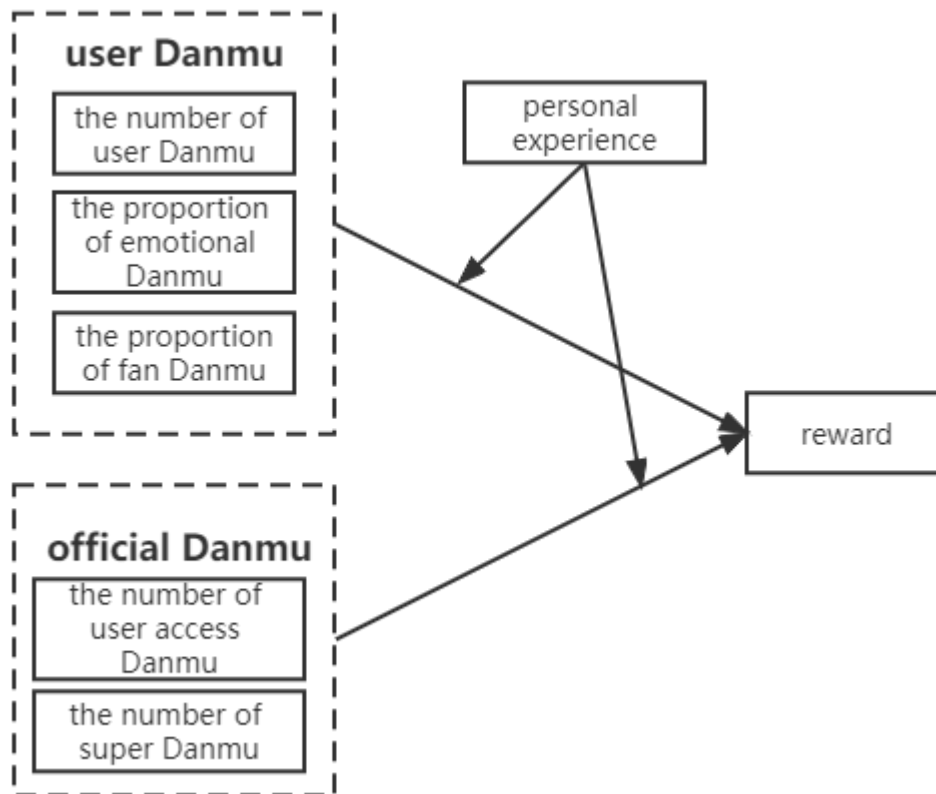 user Danmu
the number of
user Danmu
the proportion
of emotional
Danmu
the proportion
of fan Danmu
personal
experience
reward
official Danmu
the number of
user access
Danmu
the number of
super Danmu